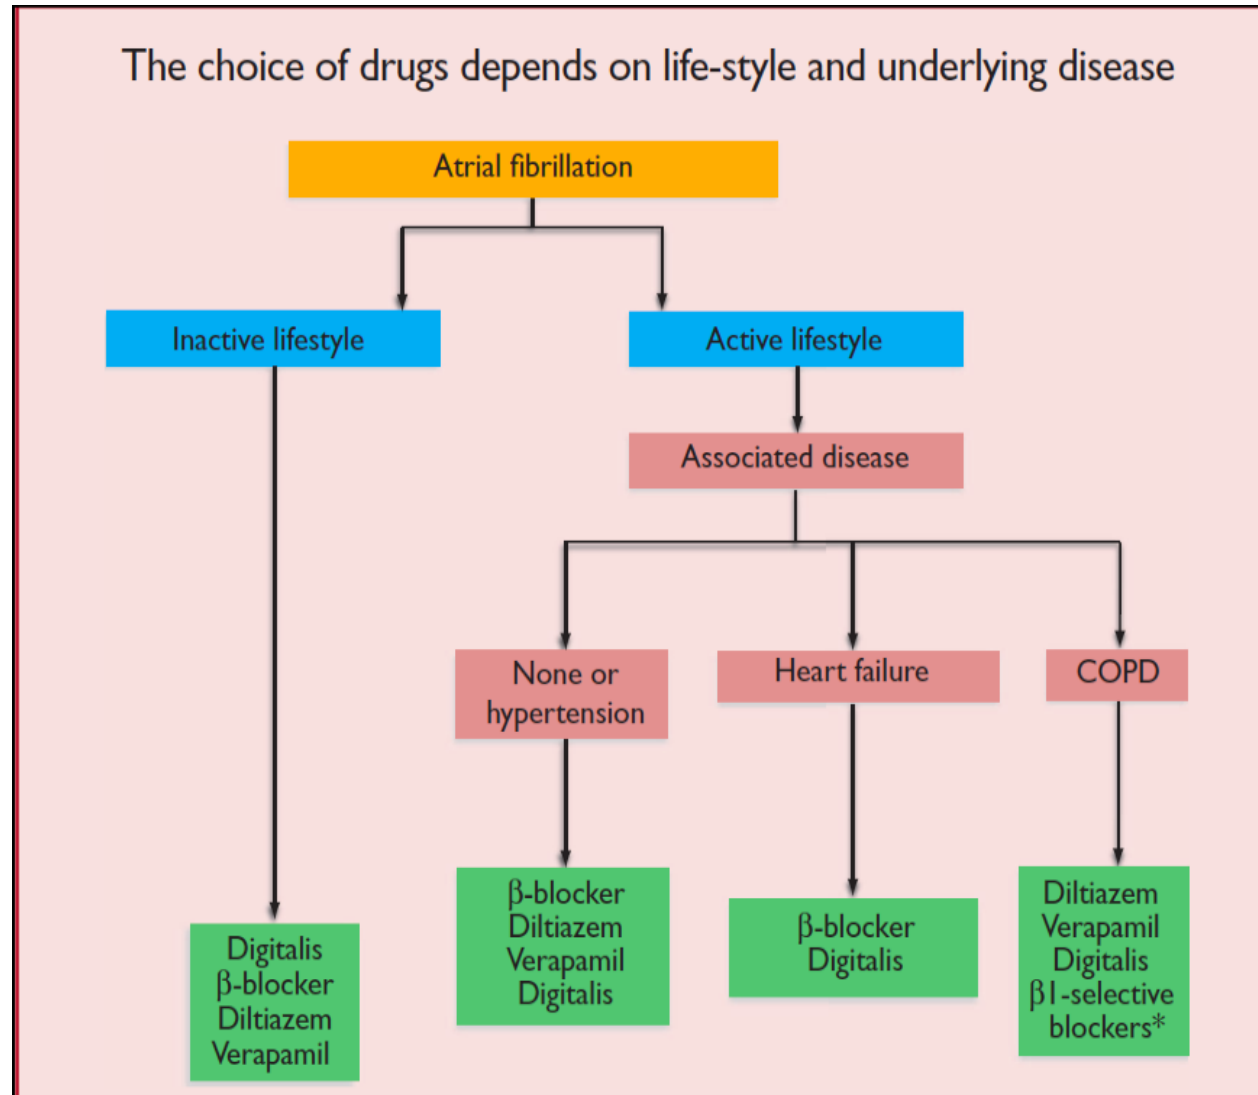 The choice of drugs depends on life-style and underlying disease
Atrial fibrillation
Inactive lifestyle
Active lifestyle
Associated disease
None or
hypertension
Heart failure
COPD
Digitalis
β-blocker
Diltiazem
Verapamil
β-blocker
Diltiazem
Verapamil
Digitalis
β-blocker
Digitalis
Diltiazem
Verapamil
Digitalis
β1-selective
blockers*